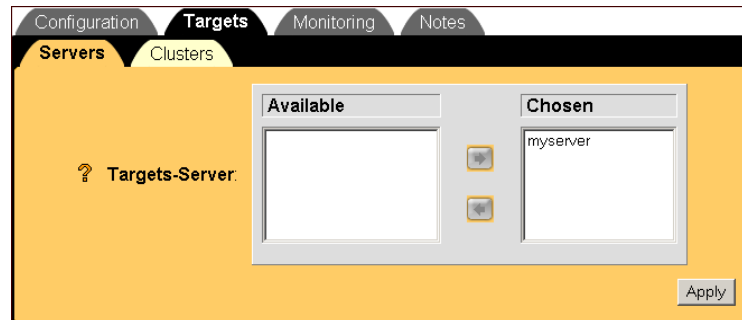 Configuration Targets Monitoring Notes
Servers Clusters
Available Chosen
myserver
? Targets-Server:
Apply